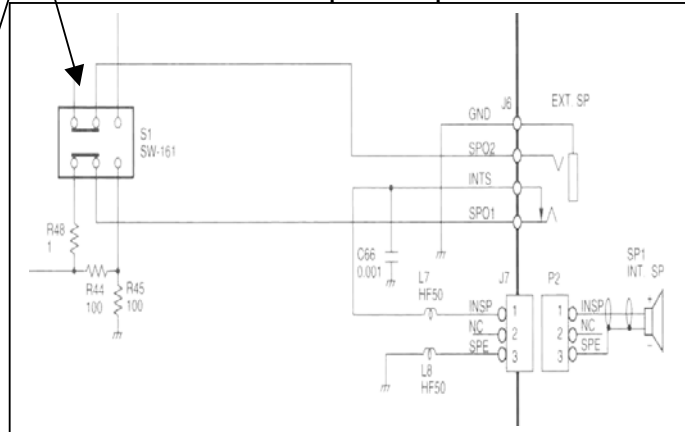 J6
EXT SP
GND
SPO2
INTS
SPO1
S1
SW-161
R48
1
R44
100
R45
100
C66
0.001
L7
HF50
J7
P2
SP1
INT. SP
INSP
1
1
INSP
NC
2
2
NC
SPE
3
3
SPE
L8
HF50
+
−